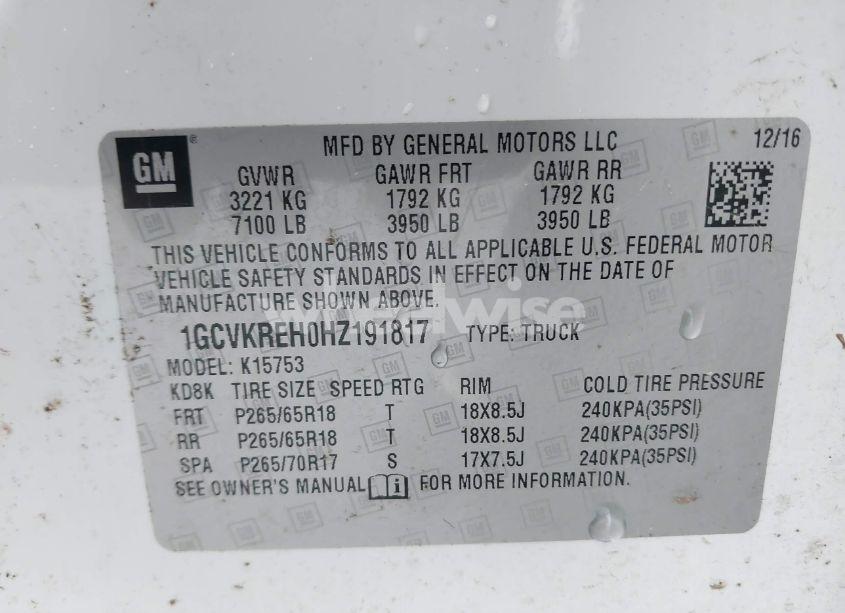 GM
MFD BY GENERAL MOTORS LLC 12/16
GVWR GAWR FRT GAWR RR
3221 KG 1792 KG 1792 KG
7100 LB 3950 LB 3950 LB
THIS VEHICLE CONFORMS TO ALL APPLICABLE U.S. FEDERAL MOTOR
VEHICLE SAFETY STANDARDS IN EFFECT ON THE DATE OF
MANUFACTURE SHOWN ABOVE.
wheelwise
1GCVKREH0HZ191817 TYPE: TRUCK
MODEL: K15753
KD8K TIRE SIZE SPEED RTG RIM COLD TIRE PRESSURE
FRT P265/65R18 T 18X8.5J 240KPA(35PSI)
RR P265/65R18 T 18X8.5J 240KPA(35PSI)
SPA P265/70R17 S 17X7.5J 240KPA(35PSI)
SEE OWNER'S MANUAL i FOR MORE INFORMATION.